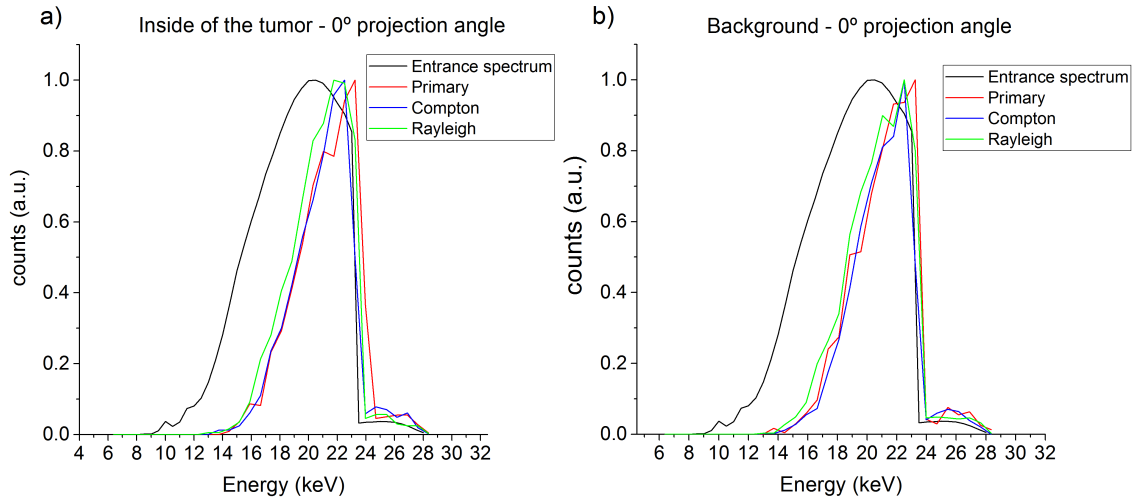 a)
Inside of the tumor - 0º projection angle
counts (a.u.)
1.0
0.8
0.6
0.4
0.2
0.0
Entrance spectrum
Primary
Compton
Rayleigh
4 6 8 10 12 14 16 18 20 22 24 26 28 30 32
Energy (keV)
b)
Background - 0º projection angle
counts (a.u.)
1.0
0.8
0.6
0.4
0.2
0.0
Entrance spectrum
Primary
Compton
Rayleigh
6 8 10 12 14 16 18 20 22 24 26 28 30 32
Energy (keV)